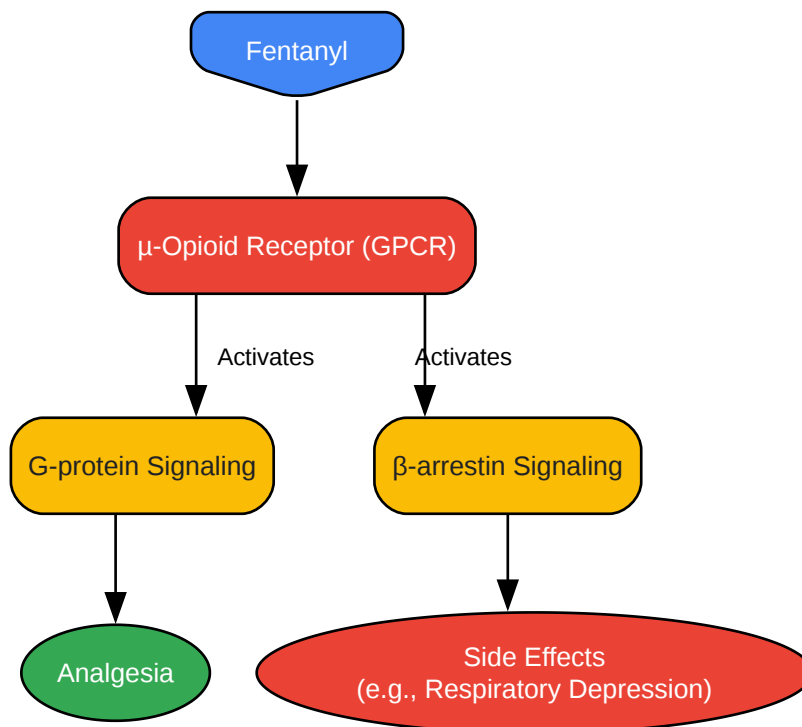 Fentanyl
μ-Opioid Receptor (GPCR)
Activates
Activates
G-protein Signaling
β-arrestin Signaling
Analgesia
Side Effects
(e.g., Respiratory Depression)